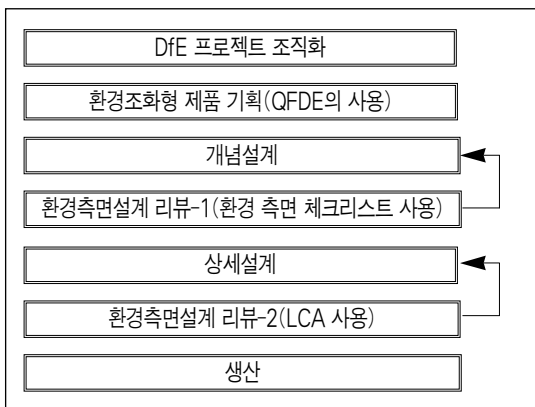 DfE 프로젝트 조직화
환경조화형 제품 기획(QFDE의 사용)
개념설계
환경측면설계 리뷰-1(환경 측면 체크리스트 사용)
상세설계
환경측면설계 리뷰-2(LCA 사용)
생산